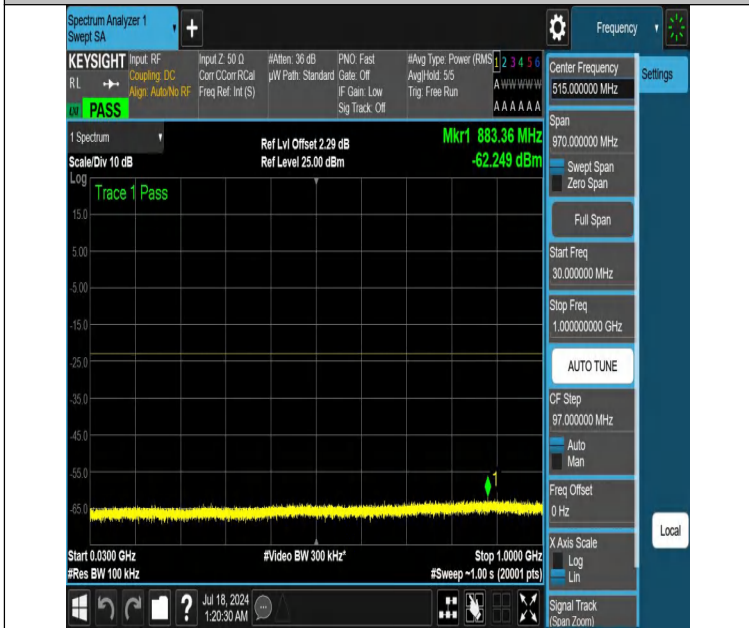 Spectrum Analyzer 1
Swept SA
+
Frequency
KEYSIGHT
RL
PASS
Input: RF
Coupling: DC
Align: Auto/No RF
Input Z: 50 Ω
Corr CCorr RCal
Freq Ref: Int (S)
#Atten: 36 dB
µW Path: Standard
PNO: Fast
Gate: Off
IF Gain: Low
Sig Track: Off
#Avg Type: Power (RMS
Avg|Hold: 5/5
Trig: Free Run
1 2 3 4 5 6
A W W W W W
A A A A A A
1 Spectrum
Scale/Div 10 dB
Ref Lvl Offset 2.29 dB
Ref Level 25.00 dBm
Mkr1 883.36 MHz
-62.249 dBm
Log
Trace 1 Pass
15.0
5.00
-5.00
-15.0
-25.0
-35.0
-45.0
-55.0
-65.0
1
Start 0.0300 GHz
#Res BW 100 kHz
#Video BW 300 kHz*
Stop 1.0000 GHz
#Sweep ~1.00 s (20001 pts)
Center Frequency
515.000000 MHz
Span
970.000000 MHz
Swept Span
Zero Span
Full Span
Start Freq
30.000000 MHz
Stop Freq
1.000000000 GHz
AUTO TUNE
CF Step
97.000000 MHz
Auto
Man
Freq Offset
0 Hz
X Axis Scale
Log
Lin
Signal Track
(Span Zoom)
Settings
Local
?
Jul 18, 2024
1:20:30 AM